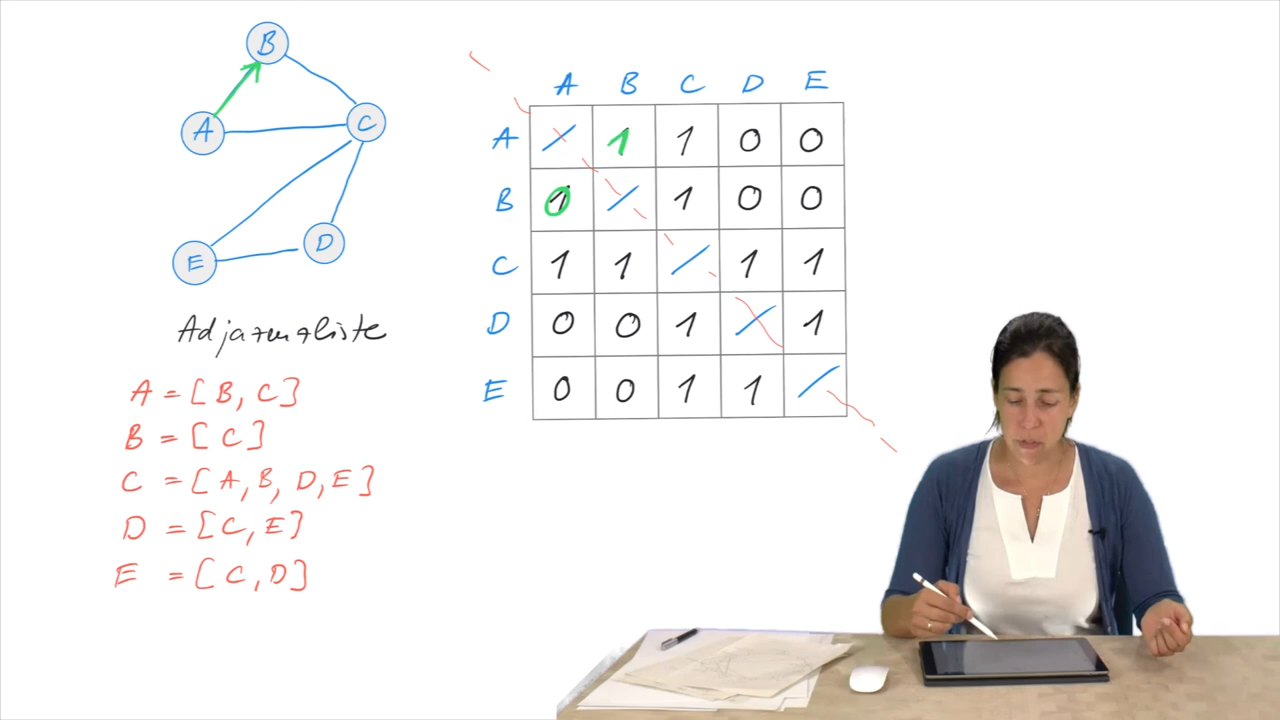 B
A
C
D
E
A B C D E
A 1 1 0 0
B 0 1 0 0
C 1 1 1 1
D 0 0 1 1
E 0 0 1 1
Adjazenzliste
A = [B, C]
B = [C]
C = [A, B, D, E]
D = [C, E]
E = [C, D]